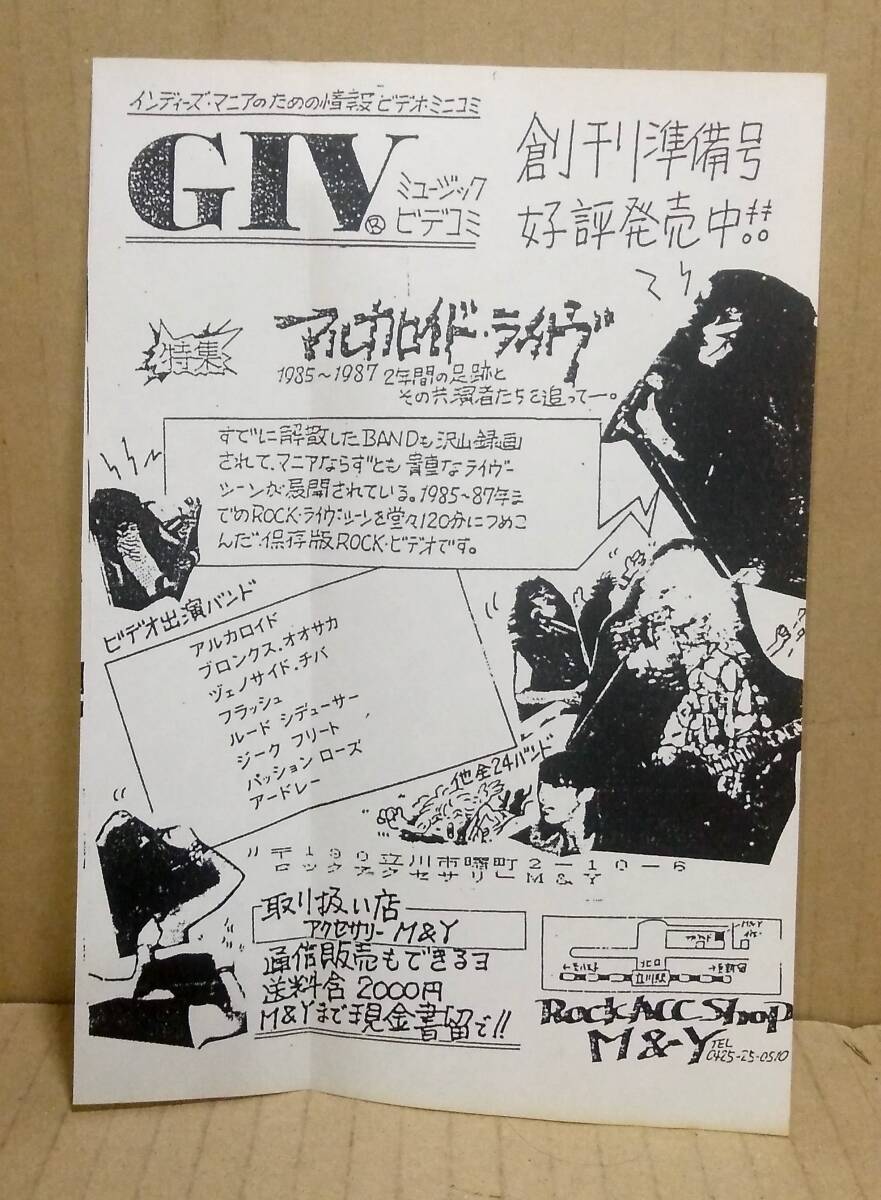 インディーズ・マニアのための情設ビデオミニコミ
GIV®
ミュージック
ビデコミ
創刊準備号
好評発売中!!
特集
アルカロイド・ライヴ
1985〜1987 2年間の足跡と
その共演者たちを追って―。
すでに解散したBANDも沢山録画
されて、マニアならずとも貴重なライヴ・
シーンが展開されている。1985〜87年ま
でのROCK・ライヴ・シーンを堂々120分につめこ
んだ、保存版ROCK・ビデオです。
ビデオ出演バンド
アルカロイド
ブロンクス.オオサカ
ヴェノサイド.チバ
フラッシュ
ルード シデューサー
ジーク フリート
パッション ローズ
アードレー
他全24バンド
〒190立川市曙町2-10-6
ロックアクセサリーM&Y
取り扱い店
アクセサリーM&Y
通信販売もできるヨ
送料含2000円
M&Yまで現金書留で!!
M&Y
北口
立川駅
Rock ACC Shop
M&Y
TEL
0425-25-0510